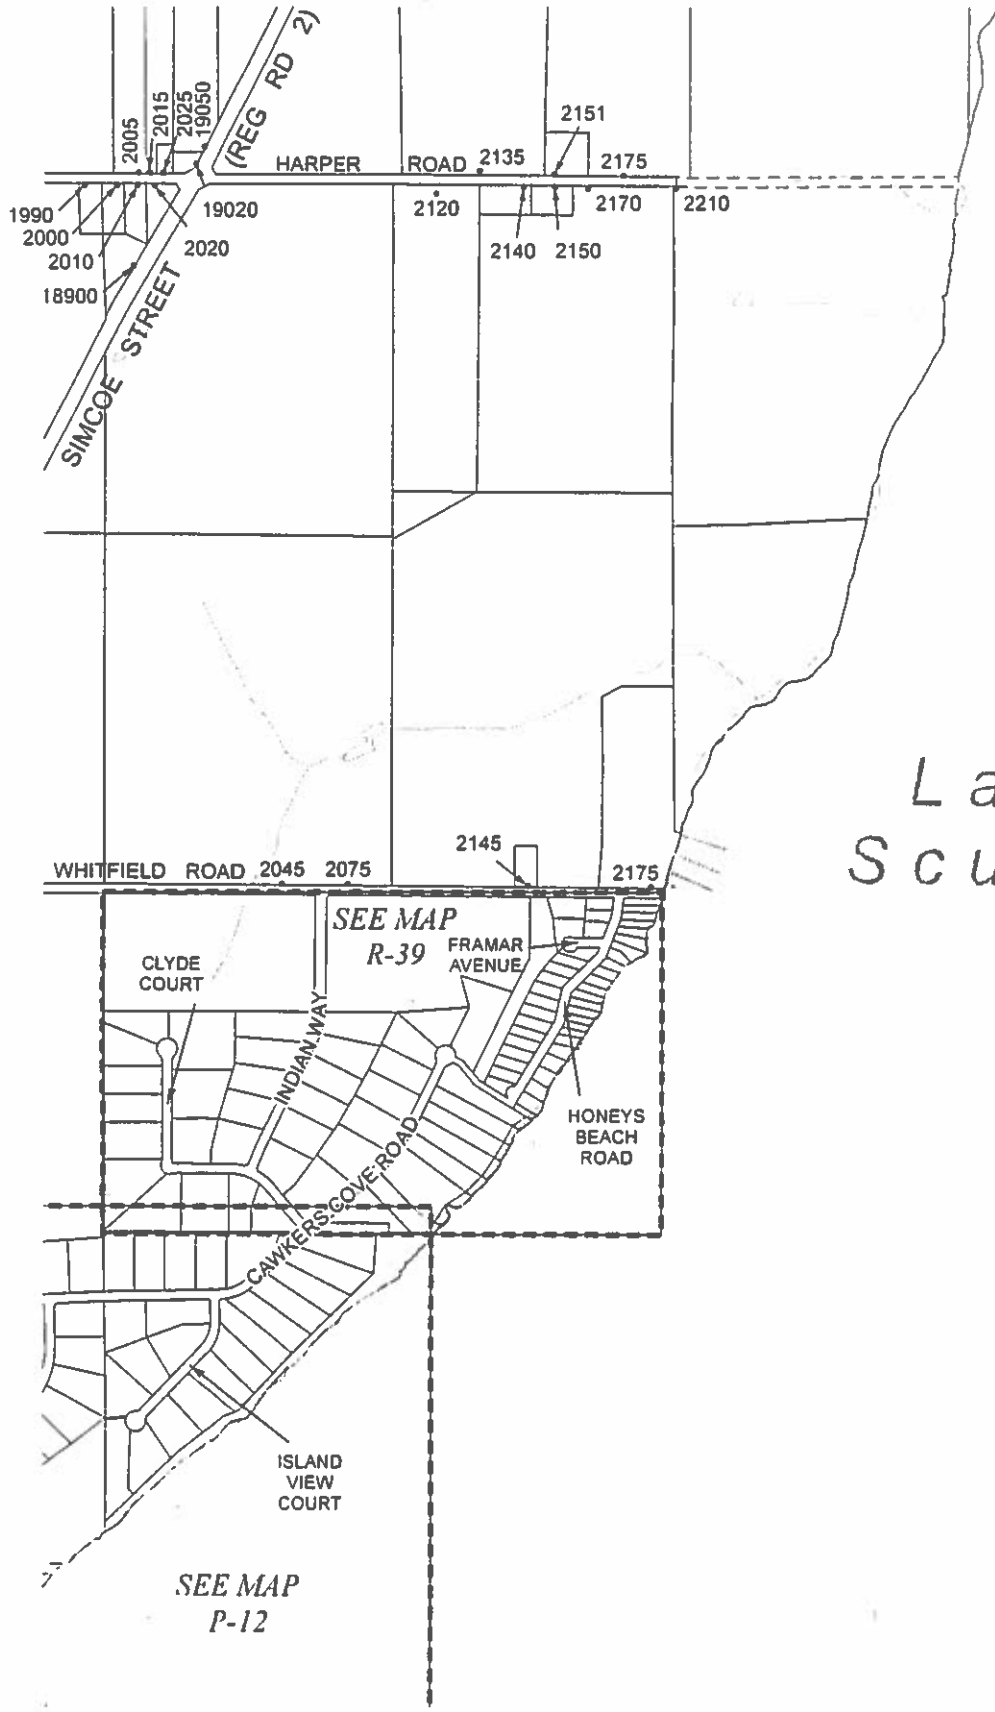 2005
2015
2025
19050
(REG RD 2)
HARPER ROAD
2135
2151
2175
1990
2000
2010
18900
2020
19020
2120
2140
2150
2170
2210
SIMCOE STREET
La
Scu
WHITFIELD ROAD
2045
2075
2145
2175
SEE MAP
R-39
FRAMAR
AVENUE
CLYDE
COURT
INDIAN WAY
HONEYS
BEACH
ROAD
CAWKERS COVE ROAD
ISLAND
VIEW
COURT
SEE MAP
P-12